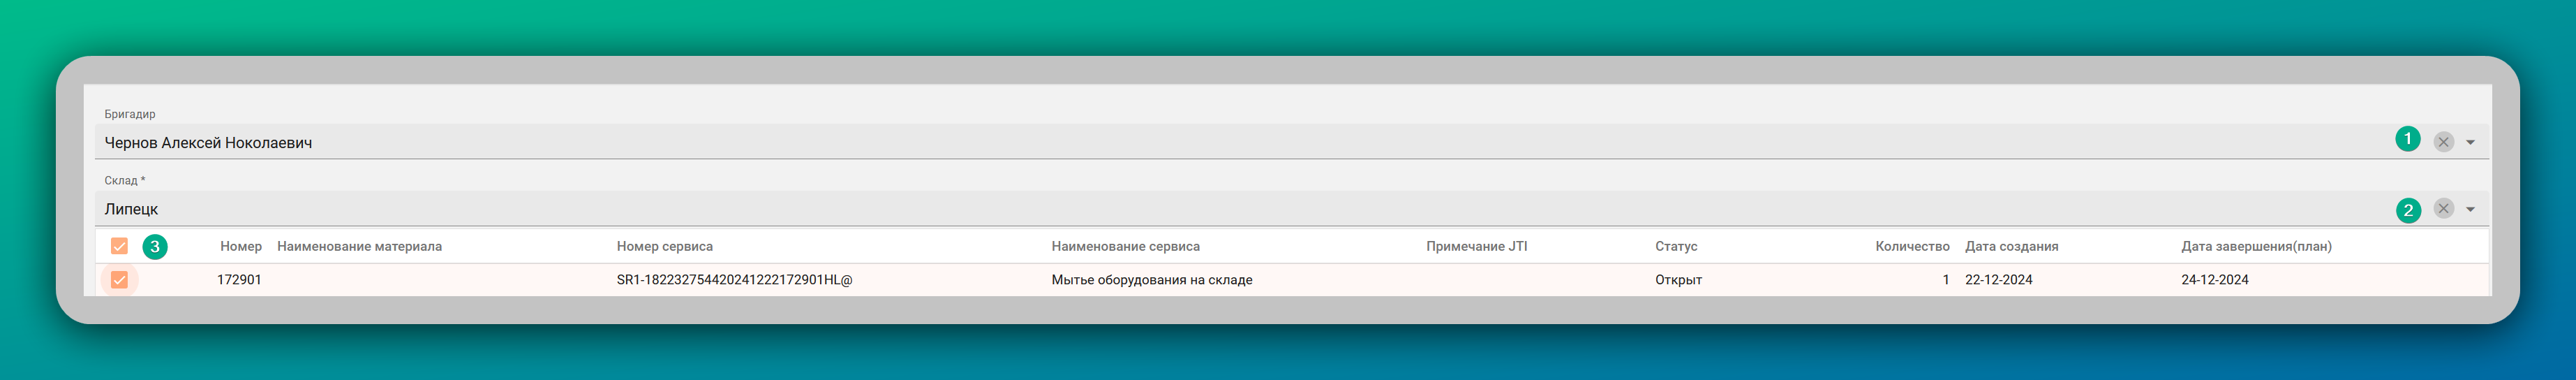 Бригадир
Чернов Алексей Ноколаевич
1
Склад *
Липецк
2
3 Номер Наименование материала Номер сервиса Наименование сервиса Примечание JTI Статус Количество Дата создания Дата завершения(план)
172901 SR1-182232754420241222172901HL@ Мытье оборудования на складе Открыт 1 22-12-2024 24-12-2024